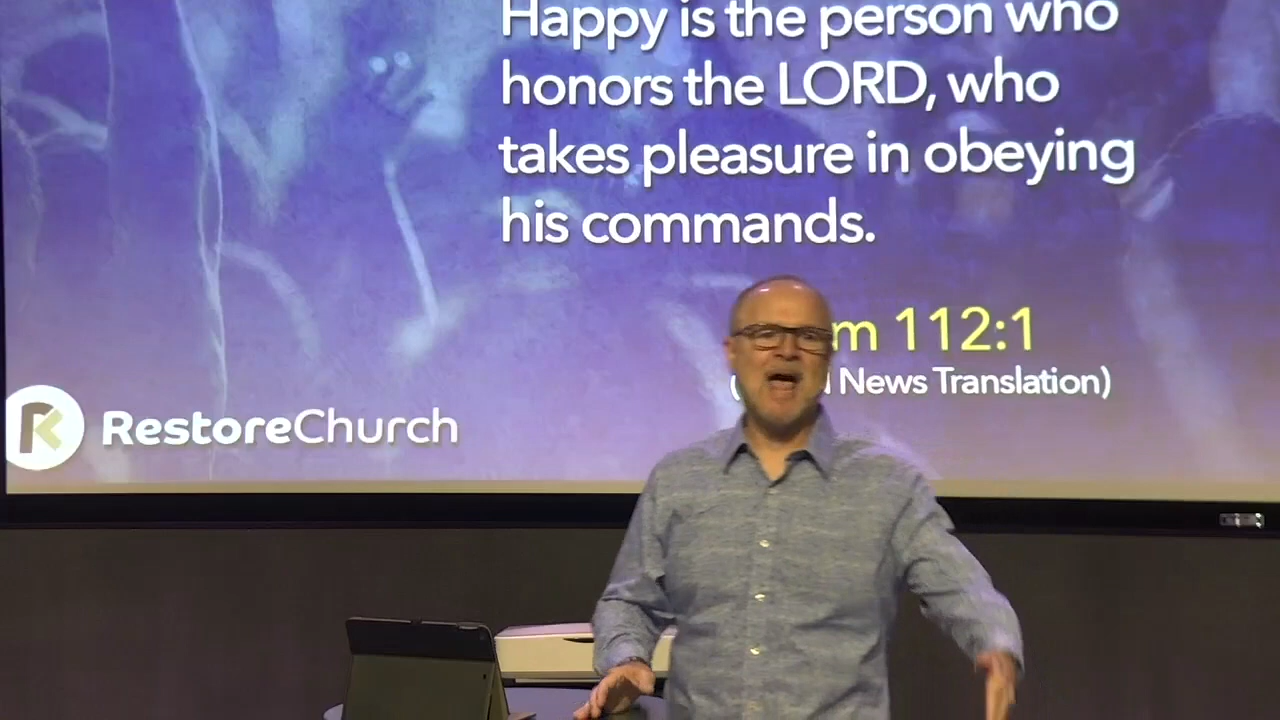 Happy is the person who
honors the LORD, who
takes pleasure in obeying
his commands.
m 112:1
News Translation)
RestoreChurch